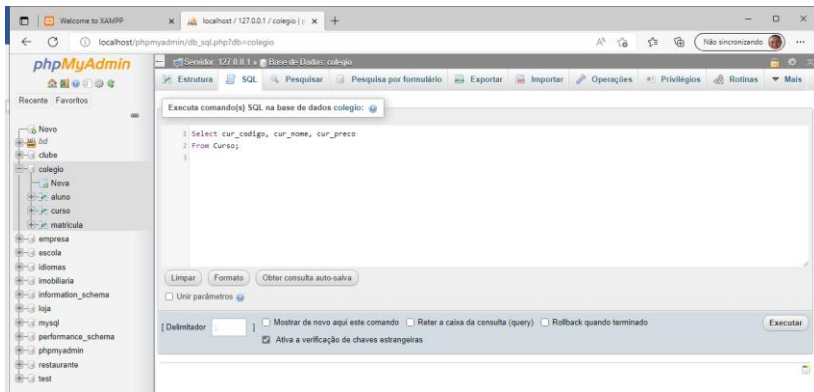 Welcome to XAMPP
localhost / 127.0.0.1 / colegio | p
localhost/phpmyadmin/db_sql.php?db=colegio
Não sincronizando
phpMyAdmin
Recente Favoritos
Novo
bd
clube
colegio
Nova
aluno
curso
matricula
empresa
escola
idiomas
imobiliaria
information_schema
loja
mysql
performance_schema
phpmyadmin
restaurante
test
Servidor: 127.0.0.1 » Base de Dados: colegio
Estrutura SQL Pesquisar Pesquisa por formulário Exportar Importar Operações Privilégios Rotinas Mais
Executa comando(s) SQL na base de dados colegio:
1 Select cur_codigo, cur_nome, cur_preco
2 From Curso;
3
Limpar Formato Obter consulta auto-salva
Unir parâmetros
[ Delimitador ; ] Mostrar de novo aqui este comando Reter a caixa da consulta (query) Rollback quando terminado
Ativa a verificação de chaves estrangeiras
Executar